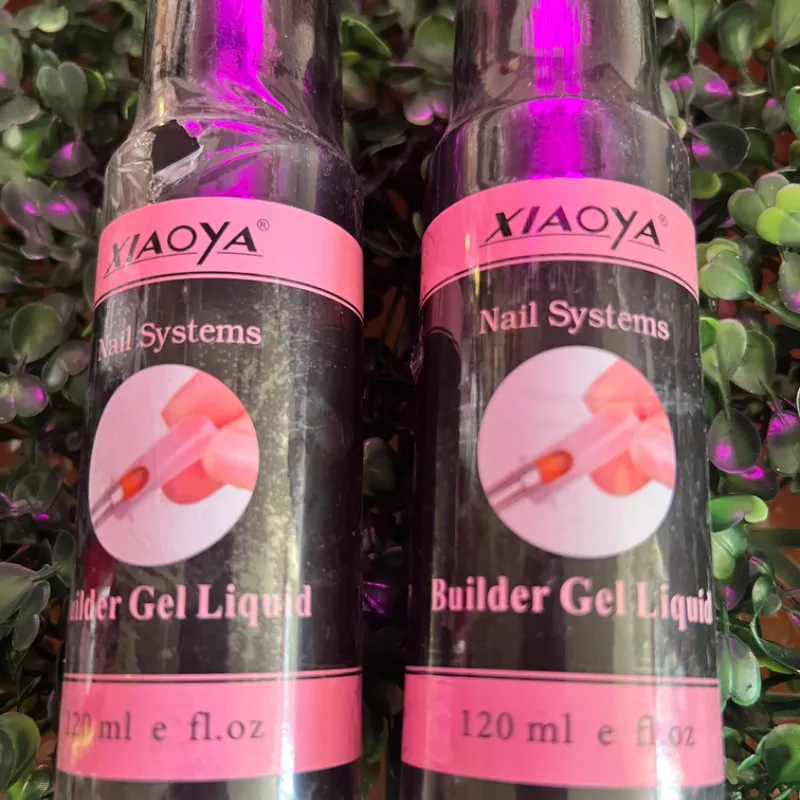 XIAOYA®
Nail Systems
uilder Gel Liquid
120 ml e fl.oz
XIAOYA®
Nail Systems
Builder Gel Liquid
120 ml e fl.oz